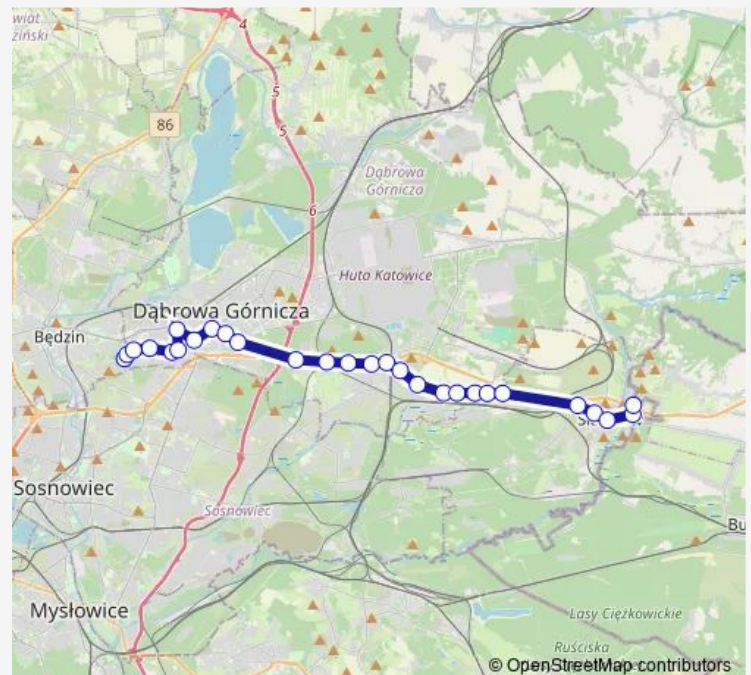 wiat
ziński
4
5
5
86
Dąbrowa
Górnicza
6
Huta Katowice
Dąbrowa Górnicza
Będzin
Sosnowiec
Sosnowiec
Mysłowice
Bu
Lasy Ciężkowickie
Ruściska
© OpenStreetMap contributors